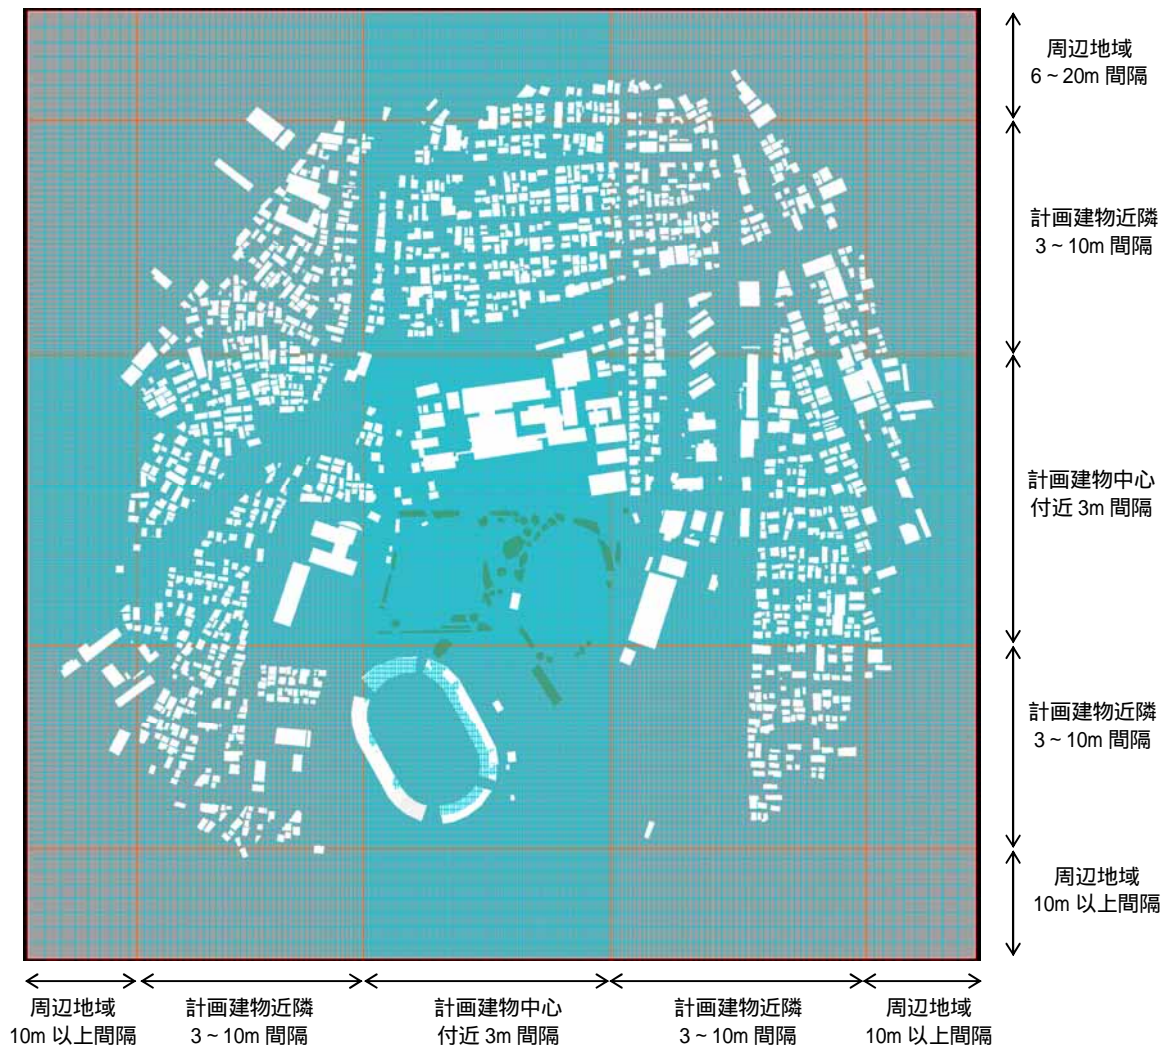 周辺地域
6～20m 間隔
計画建物近隣
3～10m 間隔
計画建物中心
付近 3m 間隔
計画建物近隣
3～10m 間隔
周辺地域
10m 以上間隔
周辺地域
10m 以上間隔
計画建物近隣
3～10m 間隔
計画建物中心
付近 3m 間隔
計画建物近隣
3～10m 間隔
周辺地域
10m 以上間隔